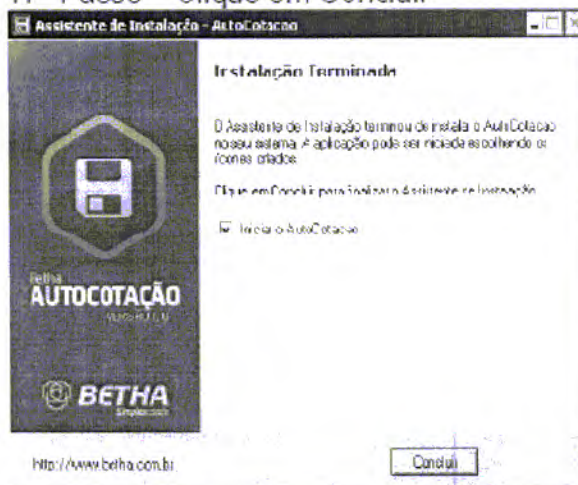 Passo - Clique em Concluir
Assistente de Instalação - AutoCotacao
Instalação Terminada
O Assistente de Instalação terminou de instalar o AutoCotacao
no seu sistema. A aplicação pode ser iniciada escolhendo os
ícones criados.
Clique em Concluir para finalizar o Assistente de Instalação.
Iniciar o AutoCotacao
Betha
AUTOCOTAÇÃO
BETHA
http://www.betha.com.br
Concluir